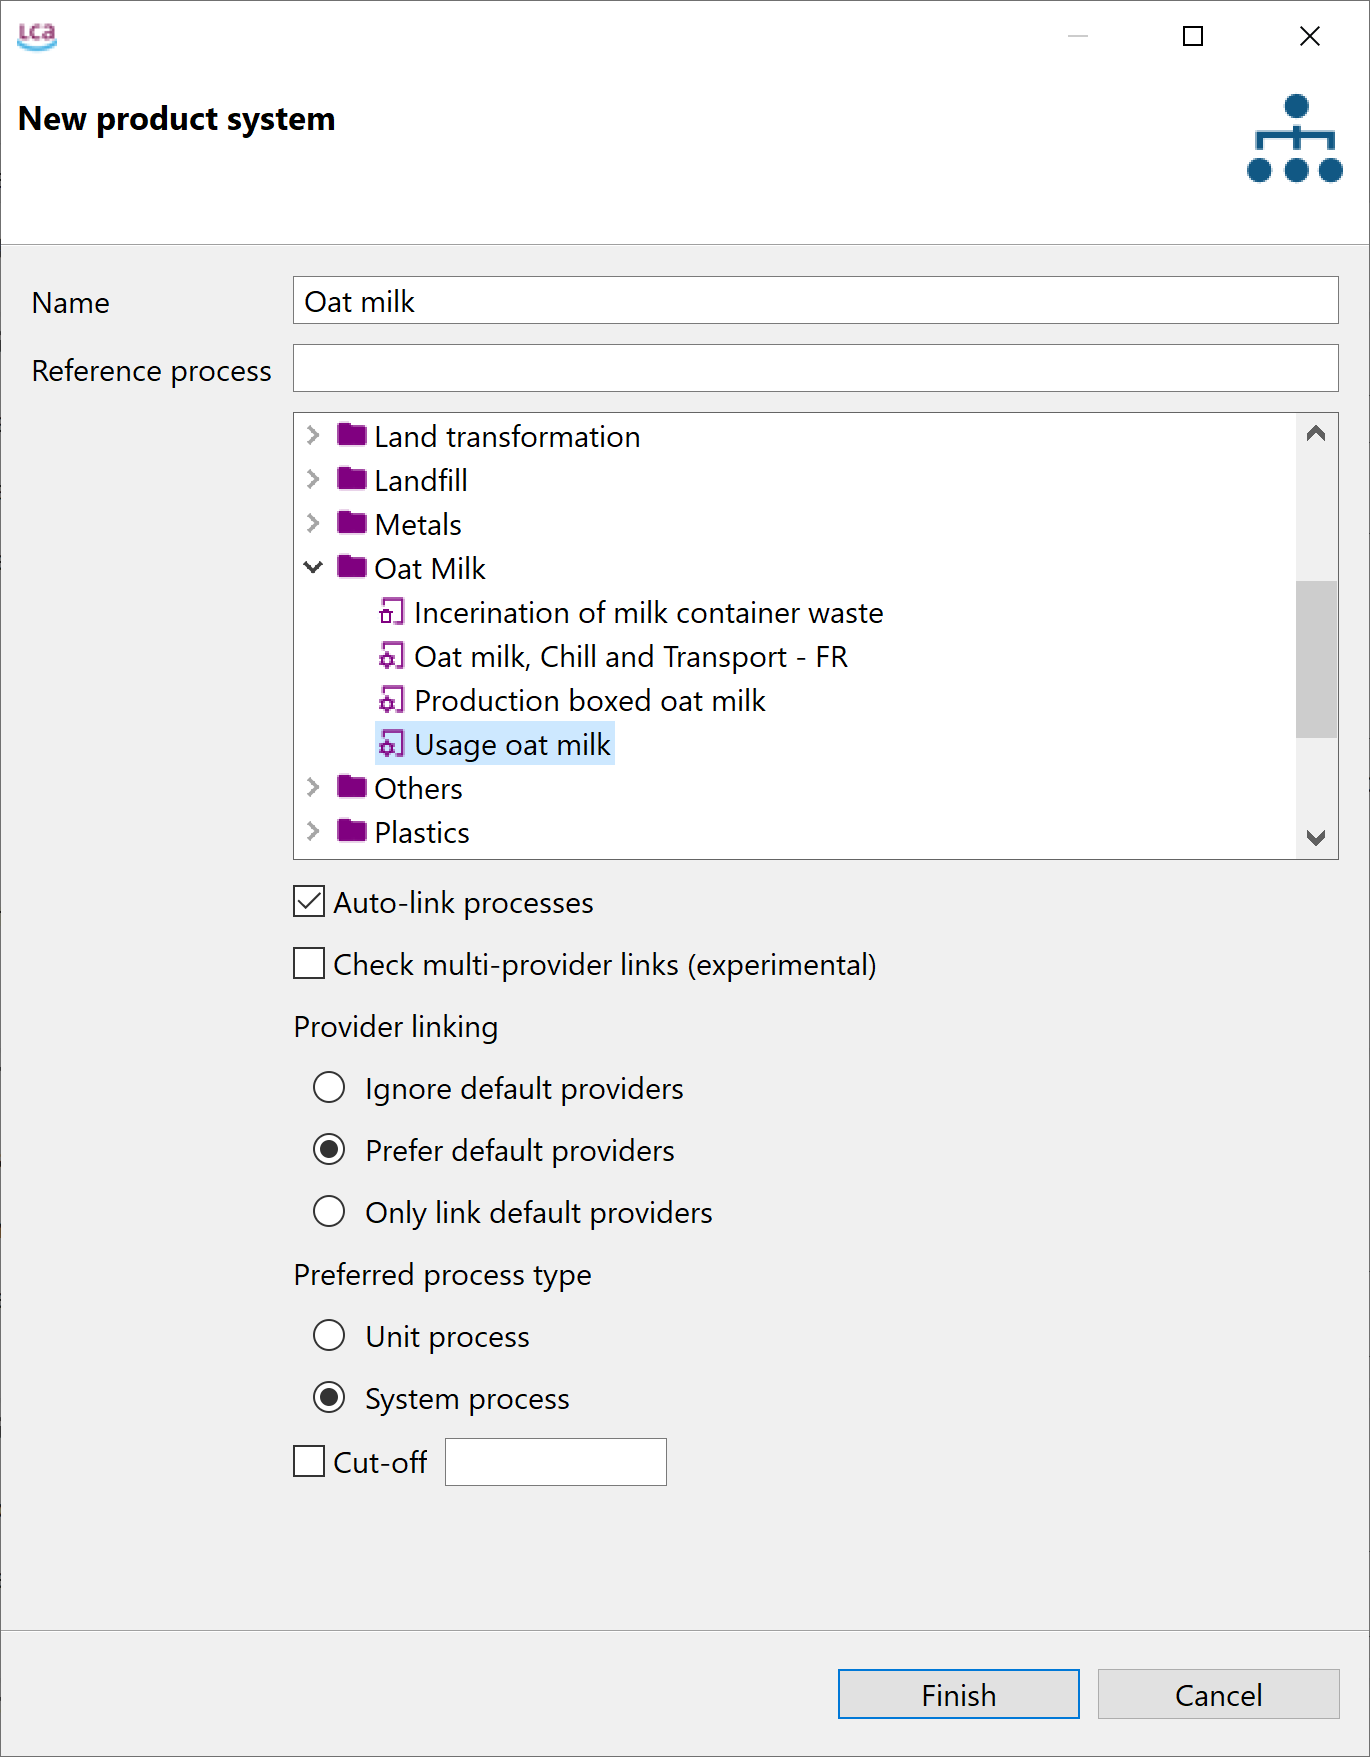 LCA
New product system
Name Oat milk
Reference process
Land transformation
Landfill
Metals
Oat Milk
Incerination of milk container waste
Oat milk, Chill and Transport - FR
Production boxed oat milk
Usage oat milk
Others
Plastics
Auto-link processes
Check multi-provider links (experimental)
Provider linking
Ignore default providers
Prefer default providers
Only link default providers
Preferred process type
Unit process
System process
Cut-off
Finish Cancel